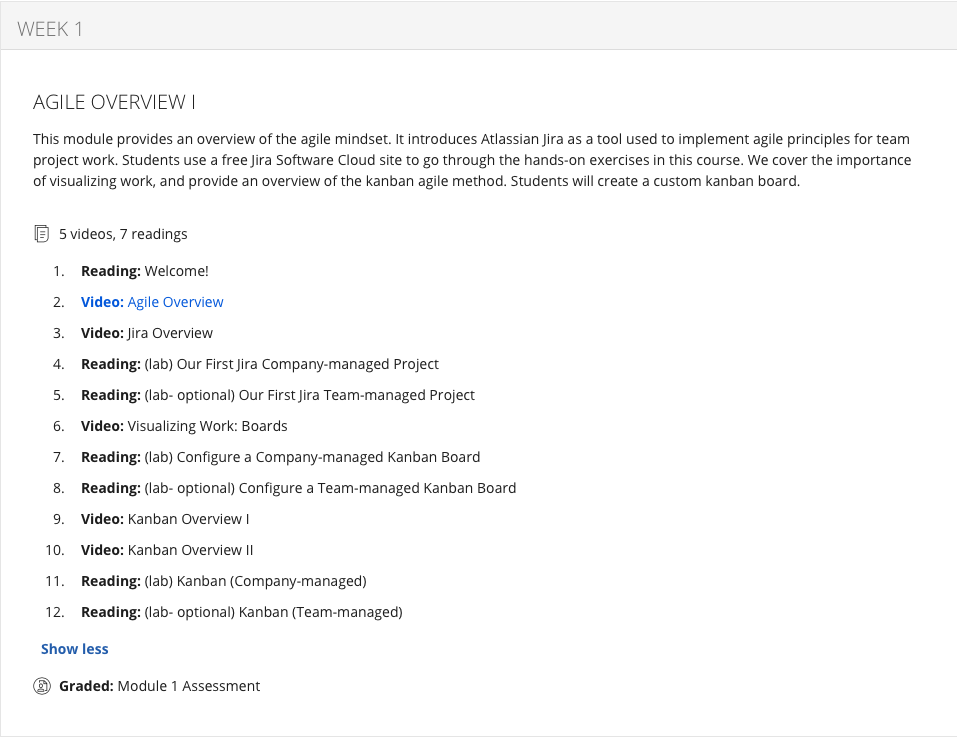 WEEK 1
AGILE OVERVIEW I
This module provides an overview of the agile mindset. It introduces Atlassian Jira as a tool used to implement agile principles for team
project work. Students use a free Jira Software Cloud site to go through the hands-on exercises in this course. We cover the importance
of visualizing work, and provide an overview of the kanban agile method. Students will create a custom kanban board.
5 videos, 7 readings
1. Reading: Welcome!
2. Video: Agile Overview
3. Video: Jira Overview
4. Reading: (lab) Our First Jira Company-managed Project
5. Reading: (lab- optional) Our First Jira Team-managed Project
6. Video: Visualizing Work: Boards
7. Reading: (lab) Configure a Company-managed Kanban Board
8. Reading: (lab- optional) Configure a Team-managed Kanban Board
9. Video: Kanban Overview I
10. Video: Kanban Overview II
11. Reading: (lab) Kanban (Company-managed)
12. Reading: (lab- optional) Kanban (Team-managed)
Show less
Graded: Module 1 Assessment